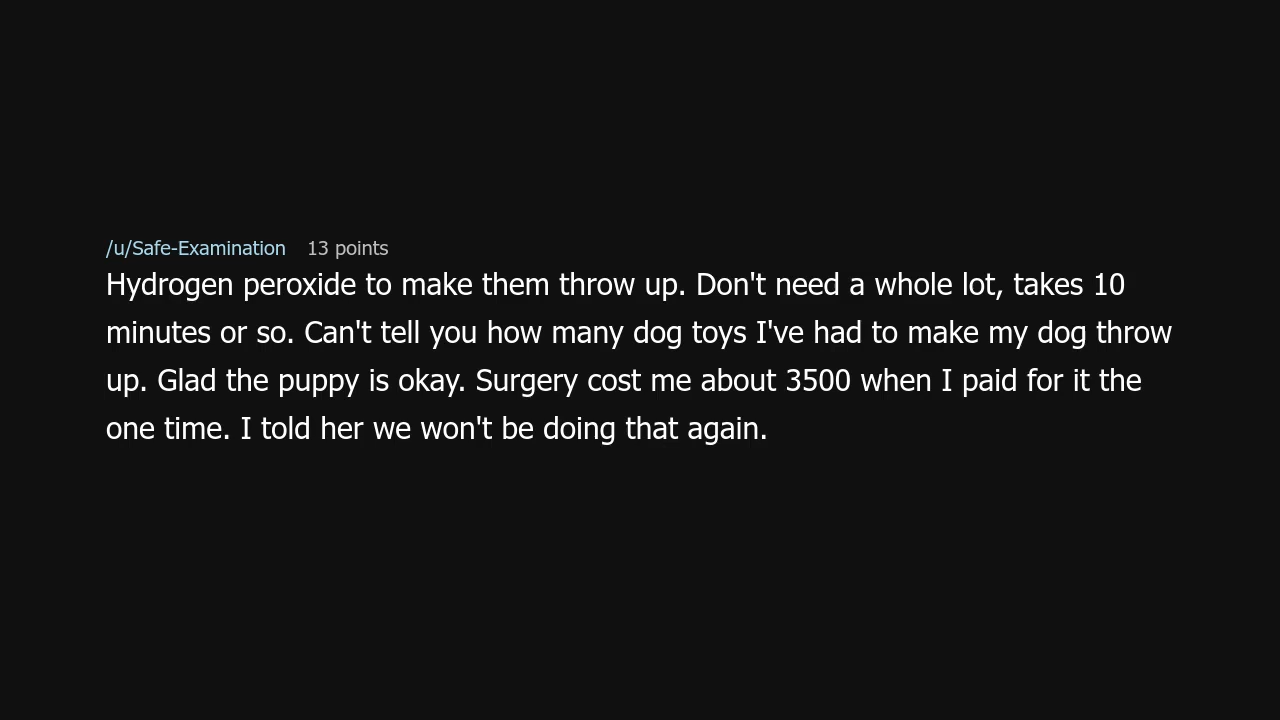 /u/Safe-Examination 13 points
Hydrogen peroxide to make them throw up. Don't need a whole lot, takes 10
minutes or so. Can't tell you how many dog toys I've had to make my dog throw
up. Glad the puppy is okay. Surgery cost me about 3500 when I paid for it the
one time. I told her we won't be doing that again.